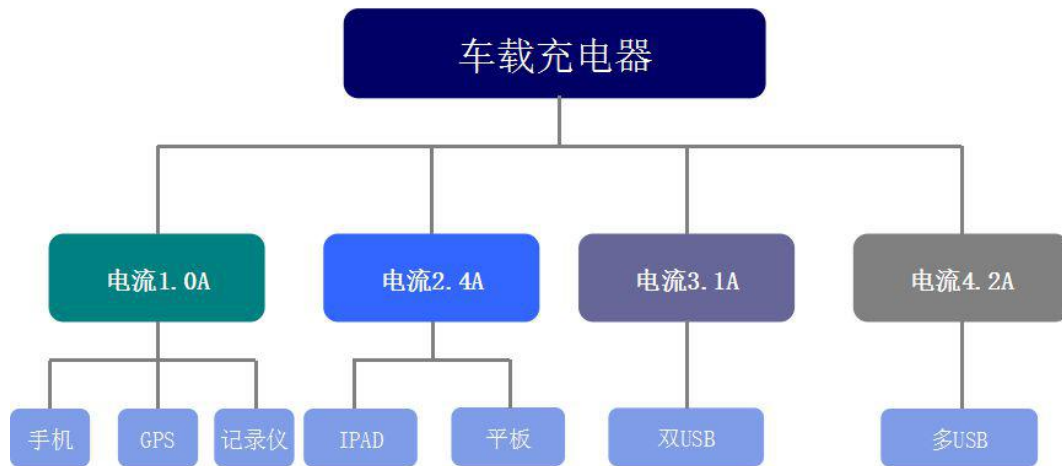 车载充电器
电流1.0A
电流2.4A
电流3.1A
电流4.2A
手机
GPS
记录仪
IPAD
平板
双USB
多USB